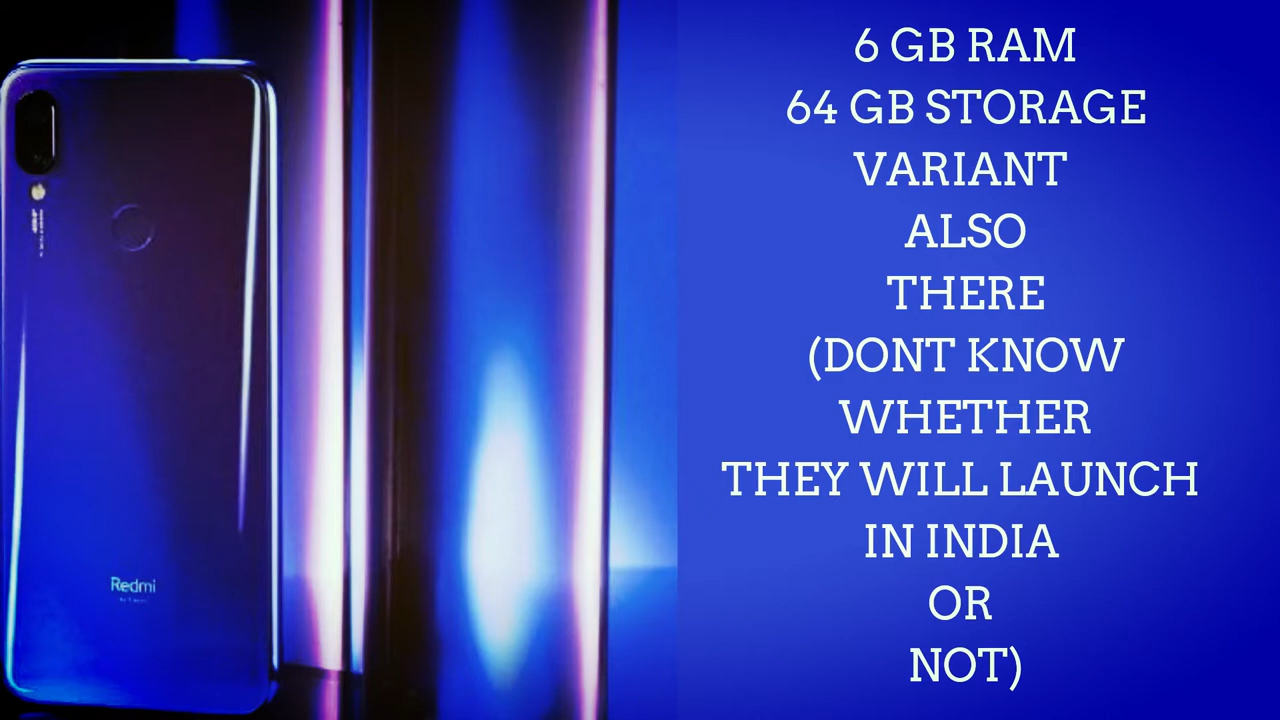 6 GB RAM
64 GB STORAGE
VARIANT
ALSO
THERE
(DONT KNOW
WHETHER
THEY WILL LAUNCH
IN INDIA
OR
NOT)
Redmi